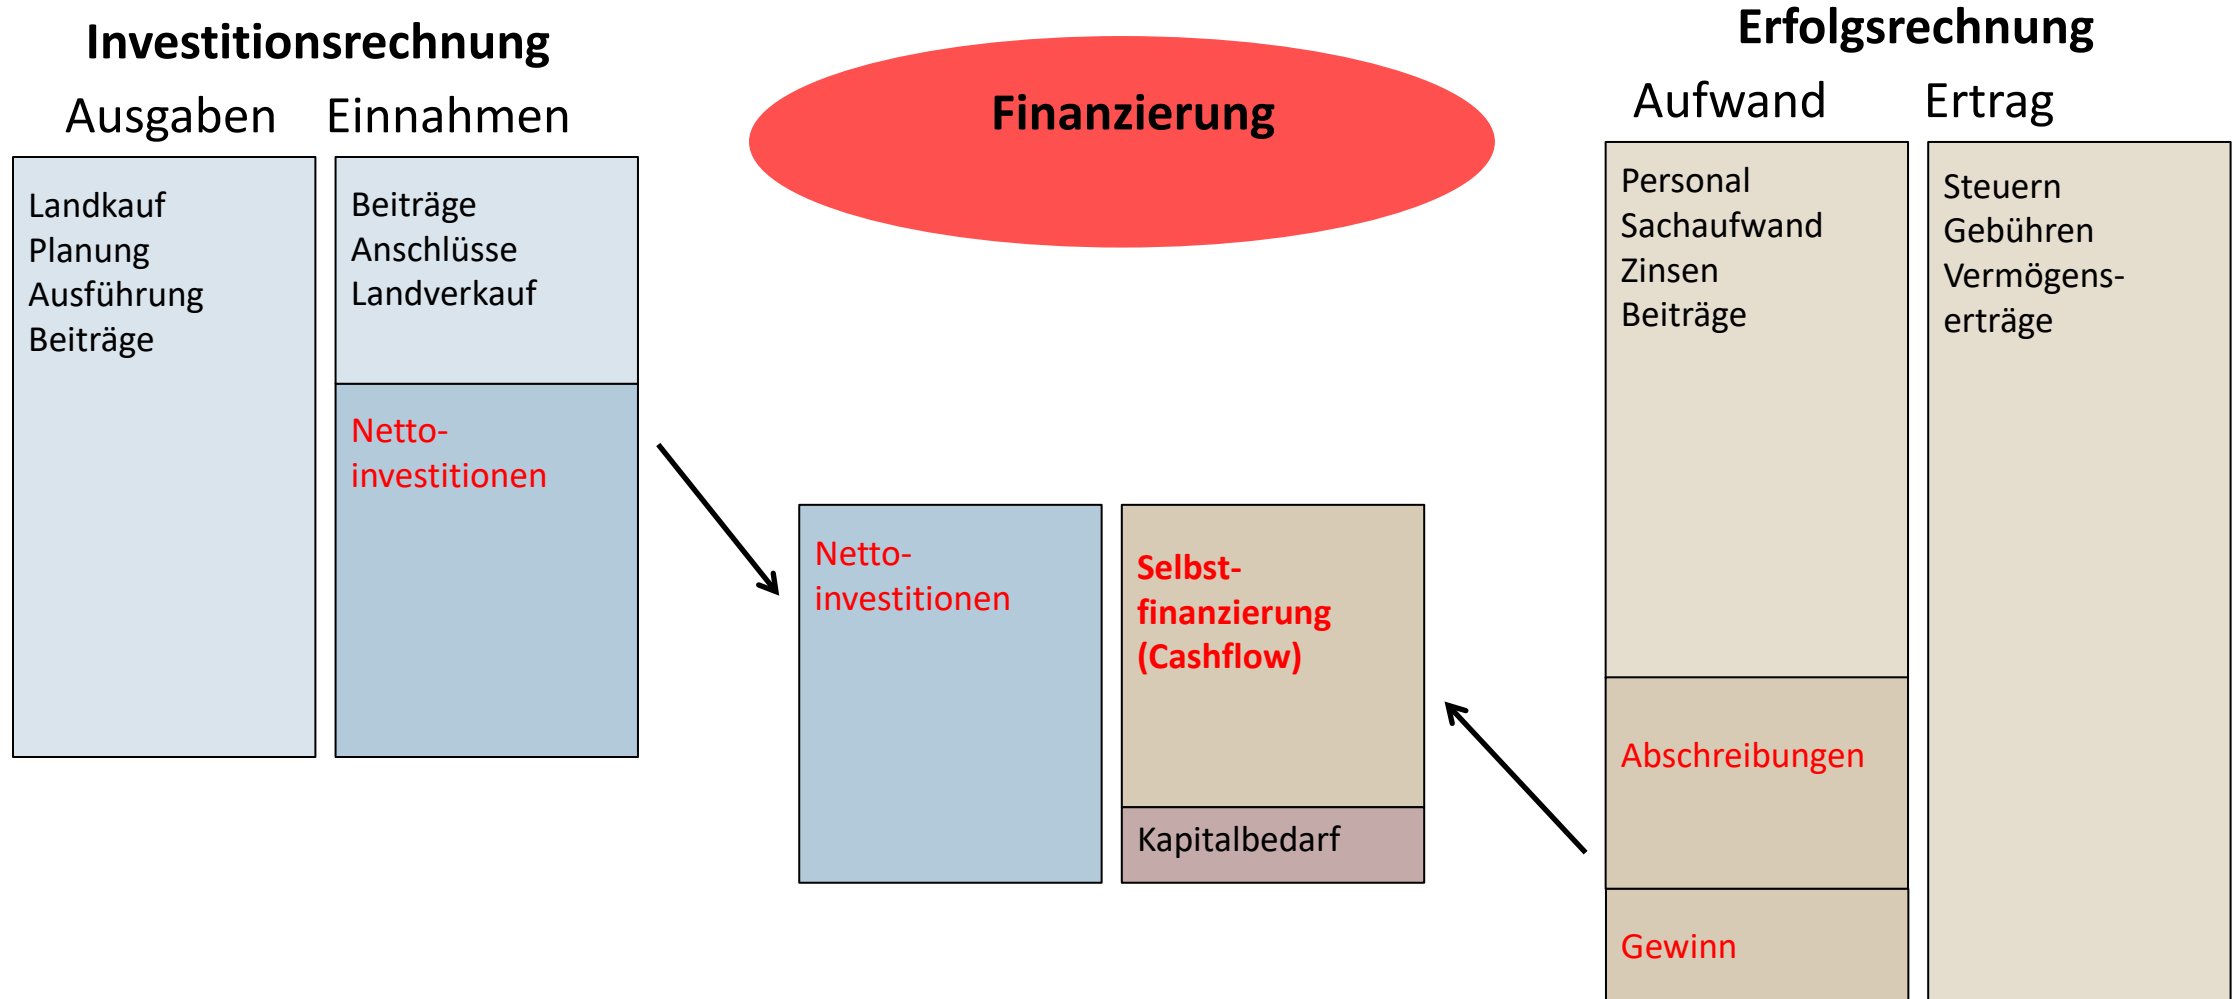 Investitionsrechnung
Ausgaben
Einnahmen
Landkauf
Planung
Ausführung
Beiträge
Beiträge
Anschlüsse
Landverkauf
Netto-
investitionen
Finanzierung
Netto-
investitionen
Selbst-
finanzierung
(Cashflow)
Kapitalbedarf
Erfolgsrechnung
Aufwand
Ertrag
Personal
Sachaufwand
Zinsen
Beiträge
Abschreibungen
Gewinn
Steuern
Gebühren
Vermögens-
erträge